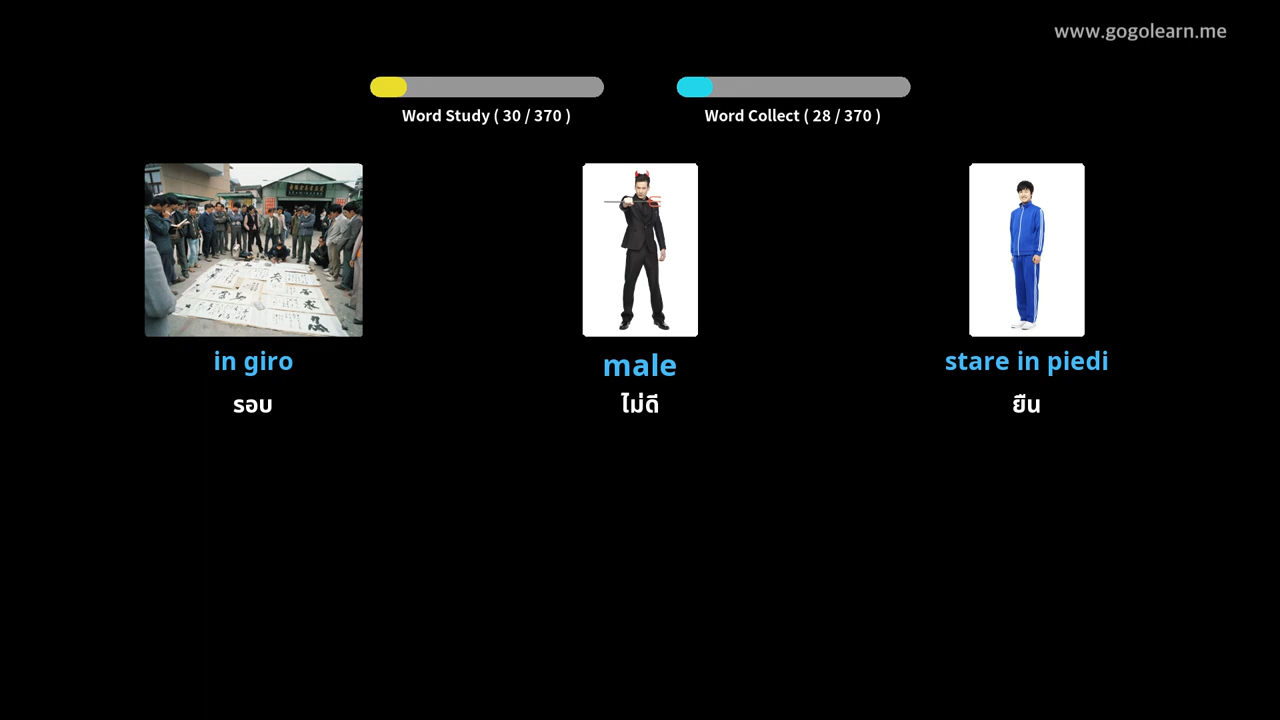 www.gogolearn.me
Word Study ( 30 / 370 )
Word Collect ( 28 / 370 )
in giro
male
stare in piedi
รอบ
ไม่ดี
ยืน